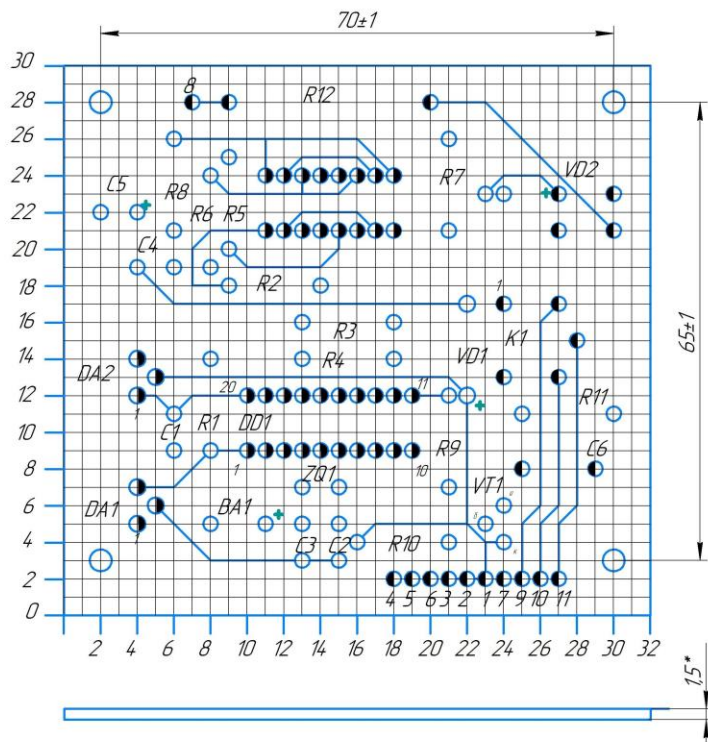 70±1
30
28
8
R12
26
24
R7
VD2
C5
R8
22
R6
R5
20
C4
18
R2
1
16
R3
K1
65±1
14
R4
VD1
DA2
12
20
11
R11
1
10
C1
R1
DD1
R9
C6
8
1
ZQ1
10
VT1
6
DA1
BA1
1
4
C3
C2
R10
2
4 5 6 3 2 1 7 9 10 11
0
2 4 6 8 10 12 14 16 18 20 22 24 26 28 30 32
1,5*